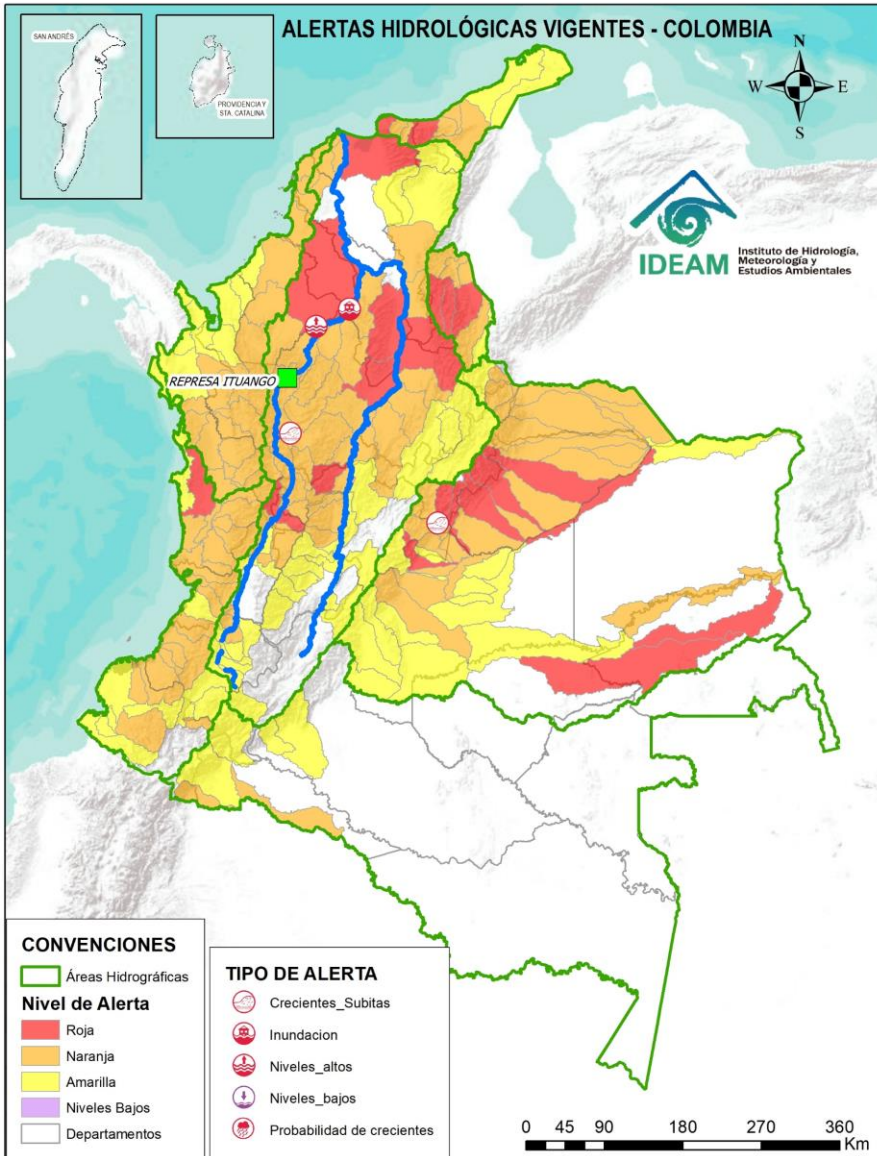 SAN ANDRÉS
PROVIDENCIA Y
STA. CATALINA
ALERTAS HIDROLÓGICAS VIGENTES - COLOMBIA
N
W
E
S
IDEAM
Instituto de Hidrología,
Meteorología y
Estudios Ambientales
REPRESA ITUANGO
CONVENCIONES
Áreas Hidrográficas
Nivel de Alerta
Roja
Naranja
Amarilla
Niveles Bajos
Departamentos
TIPO DE ALERTA
Crecientes_Subitas
Inundacion
Niveles_altos
Niveles_bajos
Probabilidad de crecientes
0 45 90 180 270 360
Km